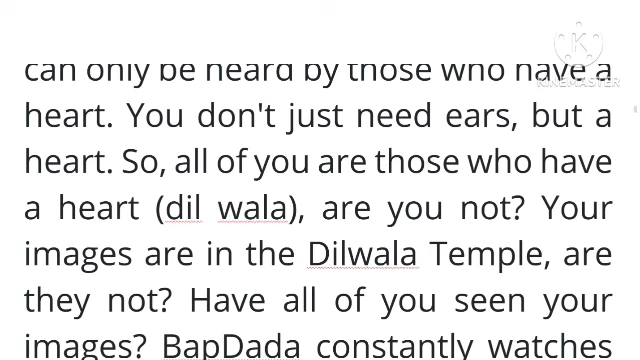 can only be heard by those who have a
KINEMASTER
heart. You don't just need ears, but a
heart. So, all of you are those who have
a heart (dil wala), are you not? Your
images are in the Dilwala Temple, are
they not? Have all of you seen your
images? BapDada constantly watches